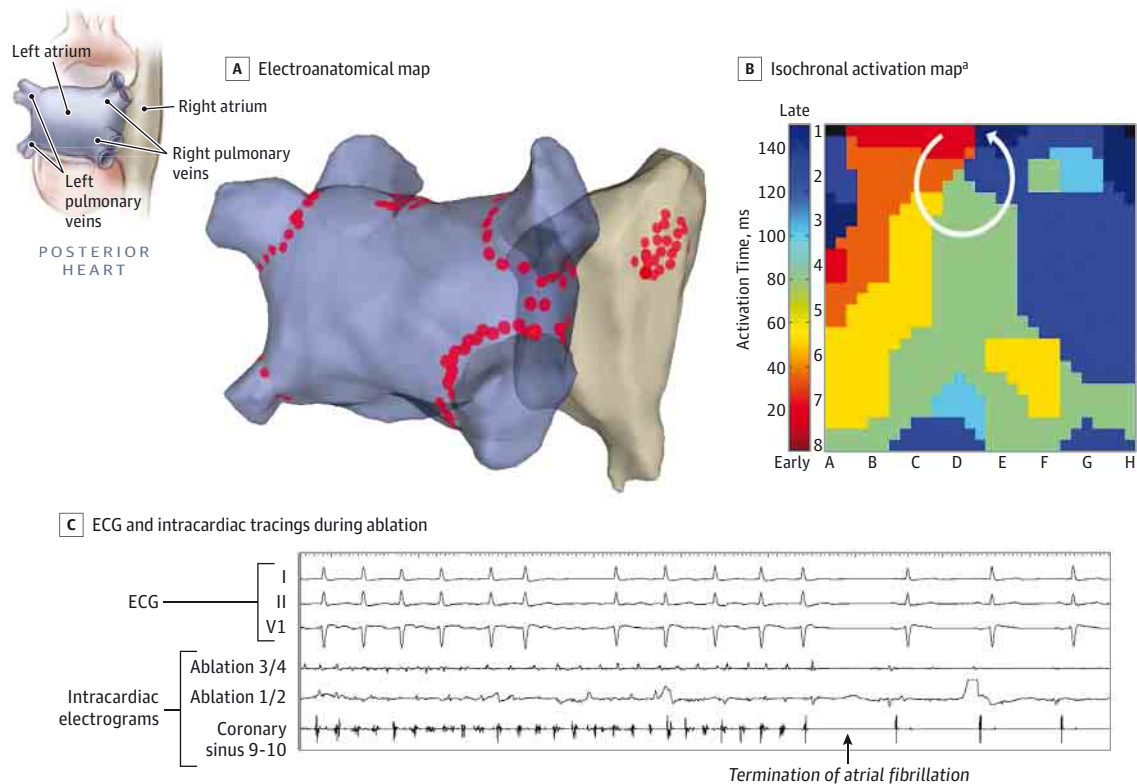 Left atrium
Right atrium
Right pulmonary
veins
Left
pulmonary
veins
POSTERIOR
HEART
A Electroanatomical map
B Isochronal activation mapª
Late
Activation Time, ms
140
120
100
80
60
40
20
Early
1
2
3
4
5
6
7
8
A B C D E F G H
C ECG and intracardiac tracings during ablation
ECG
I
II
V1
Intracardiac
electrograms
Ablation 3/4
Ablation 1/2
Coronary
sinus 9-10
Termination of atrial fibrillation